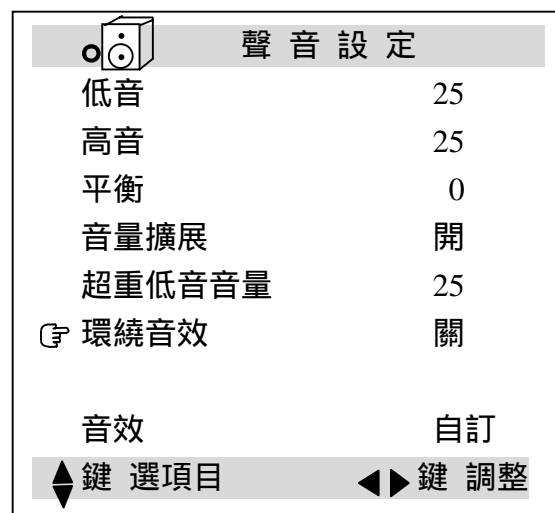 聲 音 設 定
低音 25
高音 25
平衡 0
音量擴展 開
超重低音音量 25
環繞音效 關
音效 自訂
鍵 選項目 鍵 調整